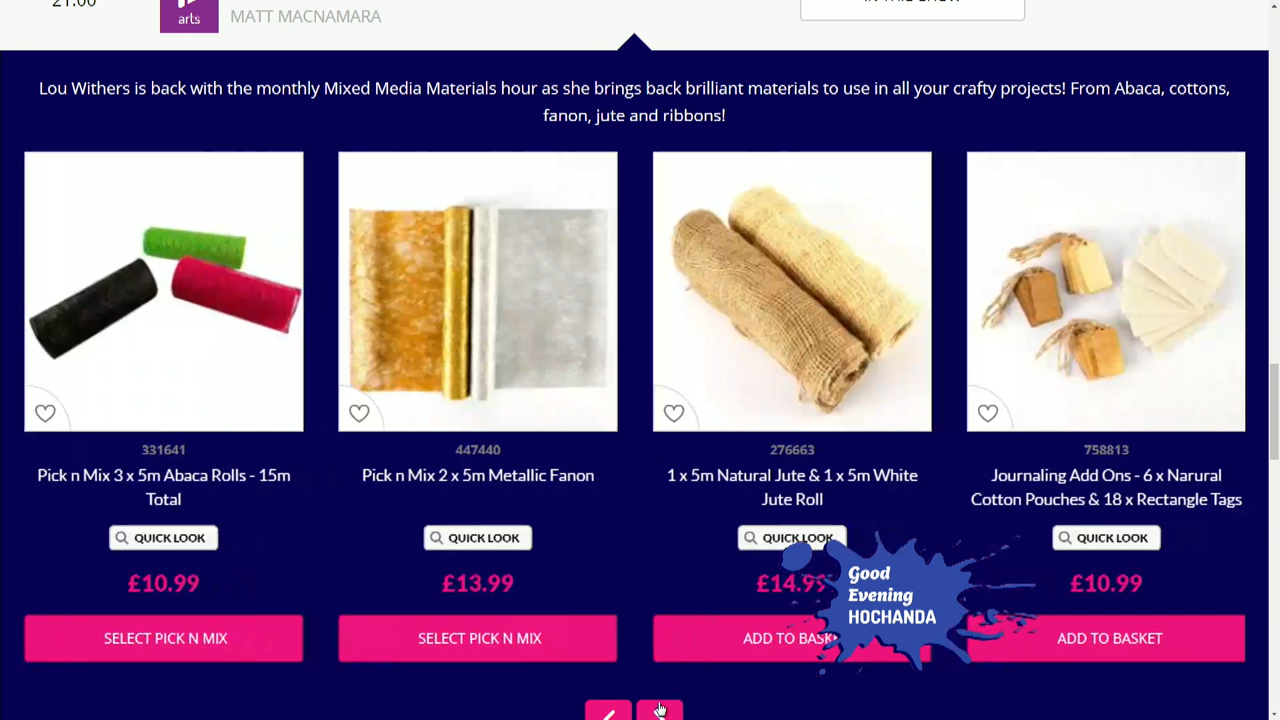 21:00
arts
MATT MACNAMARA
Lou Withers is back with the monthly Mixed Media Materials hour as she brings back brilliant materials to use in all your crafty projects! From Abaca, cottons,
fanon, jute and ribbons!
331641
Pick n Mix 3 x 5m Abaca Rolls - 15m
Total
QUICK LOOK
£10.99
SELECT PICK N MIX
447440
Pick n Mix 2 x 5m Metallic Fanon
QUICK LOOK
£13.99
SELECT PICK N MIX
276663
1 x 5m Natural Jute & 1 x 5m White
Jute Roll
QUICK LOOK
£14.99
ADD TO
758813
Journaling Add Ons - 6 x Narural
Cotton Pouches & 18 x Rectangle Tags
QUICK LOOK
£10.99
ADD TO BASKET
Good
Evening
HOCHANDA